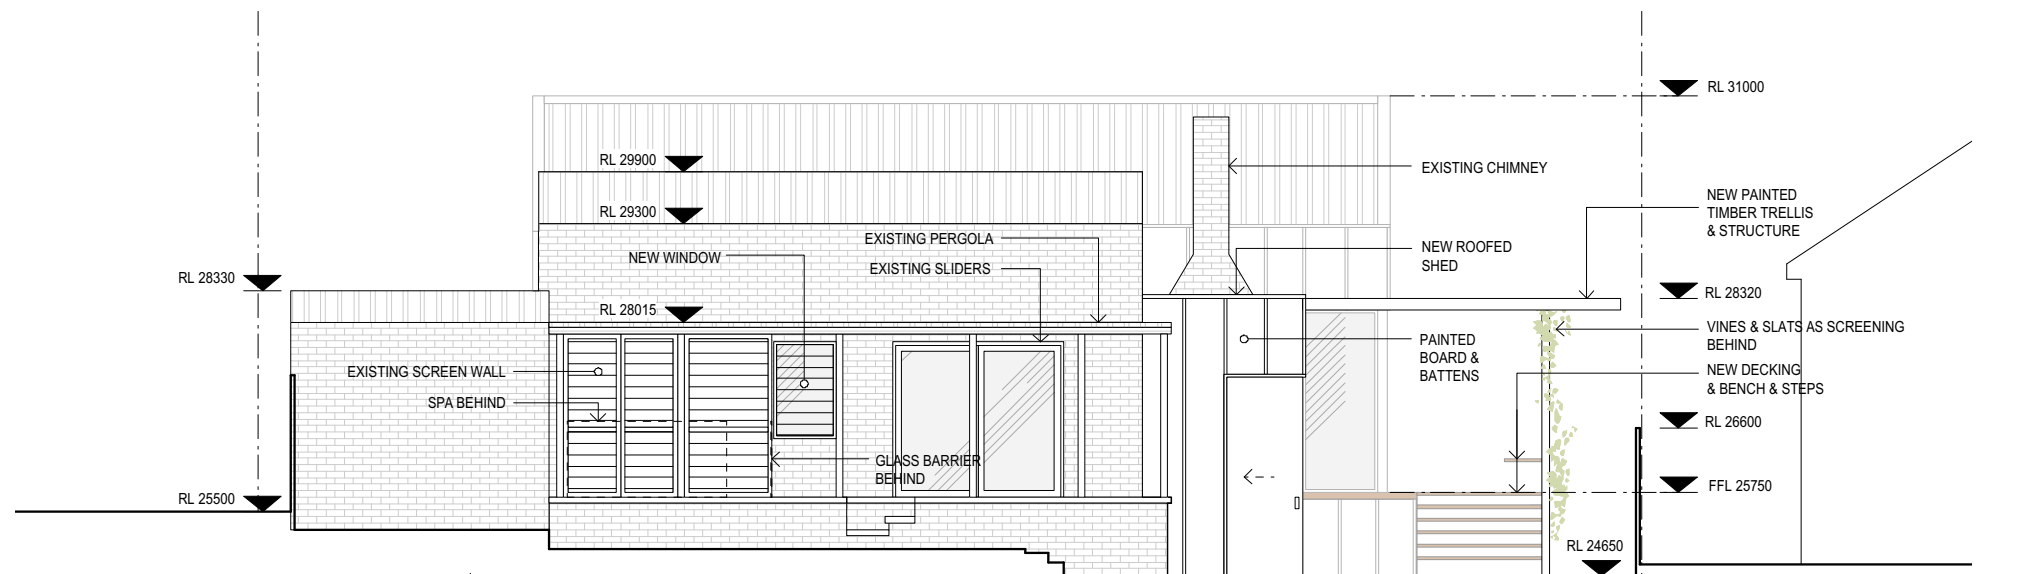 RL 31000
RL 29900
EXISTING CHIMNEY
NEW PAINTED
TIMBER TRELLIS
& STRUCTURE
RL 29300
EXISTING PERGOLA
NEW ROOFED
SHED
NEW WINDOW
EXISTING SLIDERS
RL 28330
RL 28320
RL 28015
VINES & SLATS AS SCREENING
BEHIND
PAINTED
BOARD &
BATTENS
EXISTING SCREEN WALL
NEW DECKING
& BENCH & STEPS
SPA BEHIND
RL 26600
GLASS BARRIER
BEHIND
RL 25500
FFL 25750
RL 24650